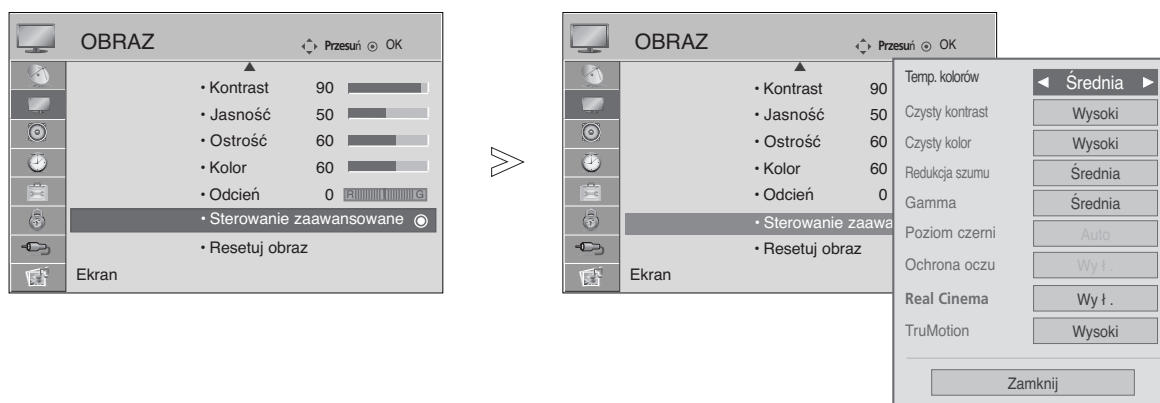 OBRAZ
Przesuń OK
• Kontrast 90
• Jasność 50
• Ostrość 60
• Kolor 60
• Odcień 0 R G
• Sterowanie zaawansowane
• Resetuj obraz
Ekran
OBRAZ
Przesuń OK
• Kontrast 90
• Jasność 50
• Ostrość 60
• Kolor 60
• Odcień 0
• Sterowanie zaawa
• Resetuj obraz
Ekran
Temp. kolorów Średnia
Czysty kontrast Wysoki
Czysty kolor Wysoki
Redukcja szumu Średnia
Gamma Średnia
Poziom czerni Auto
Ochrona oczu Wy ł .
Real Cinema Wy ł .
TruMotion Wysoki
Zamknij